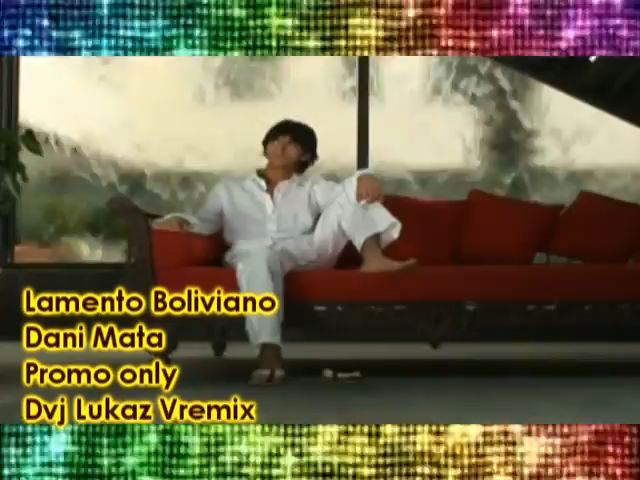 Lamento Boliviano
Dani Mata
Promo only
Dvj Lukaz Vremix